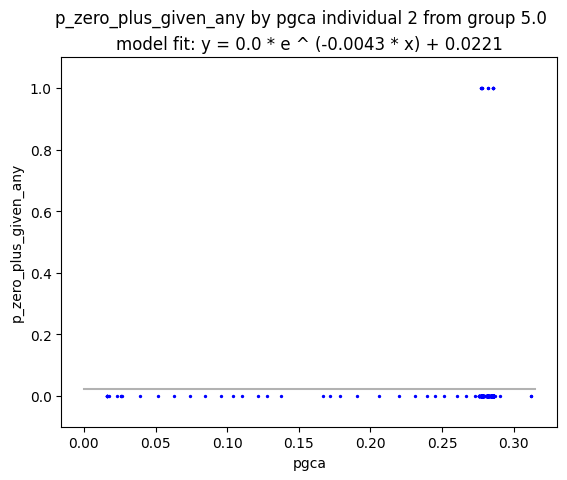 p_zero_plus_given_any by pgca individual 2 from group 5.0
model fit: y = 0.0 * e ^ (-0.0043 * x) + 0.0221
1.0
0.8
0.6
0.4
0.2
0.0
p_zero_plus_given_any
0.00 0.05 0.10 0.15 0.20 0.25 0.30
pgca